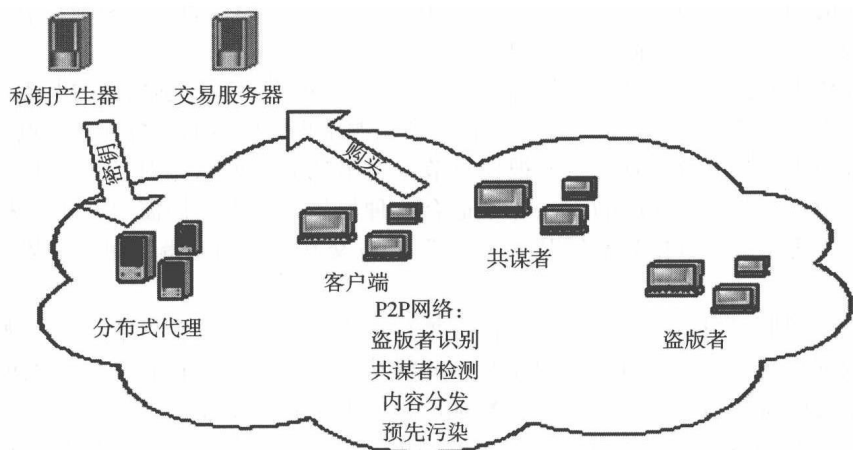 私钥产生器
交易服务器
密钥
购买
客户端
共谋者
分布式代理
盗版者
P2P网络：
盗版者识别
共谋者检测
内容分发
预先污染